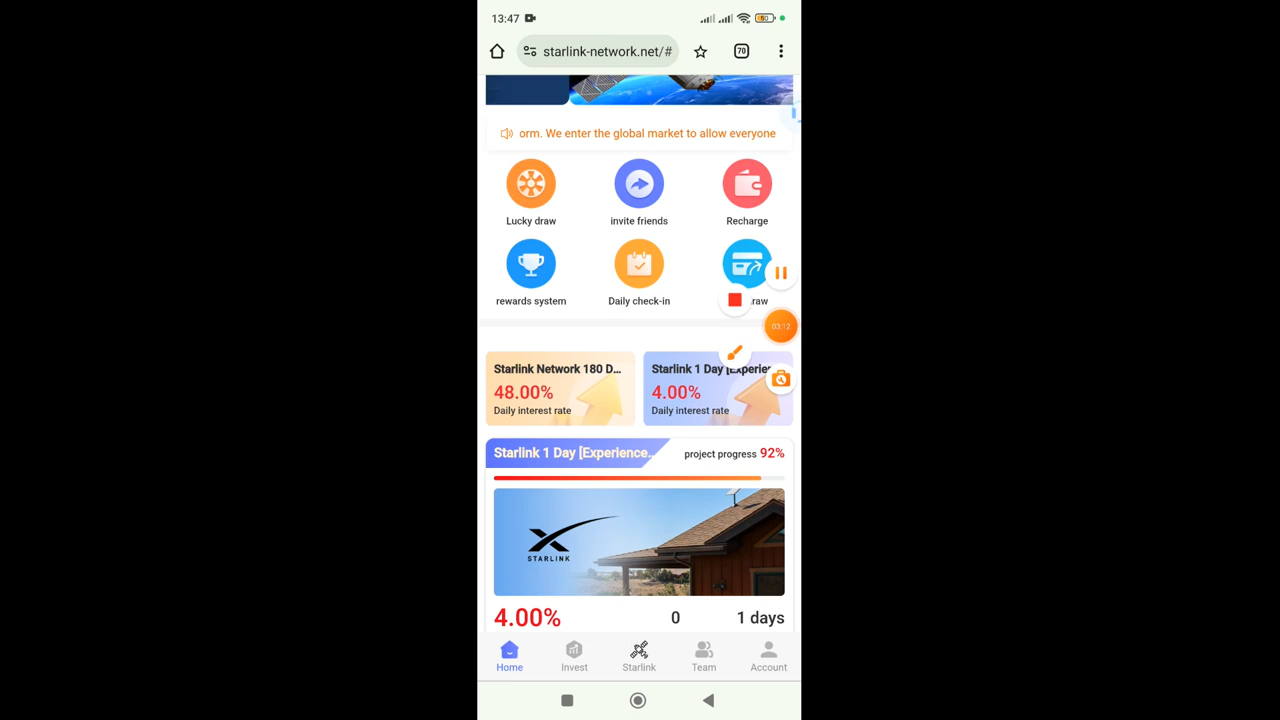 13:47
50
starlink-network.net/#
70
orm. We enter the global market to allow everyone
Lucky draw
invite friends
Recharge
rewards system
Daily check-in
raw
03:12
Starlink Network 180 D...
48.00%
Daily interest rate
Starlink 1 Day [Experie
4.00%
Daily interest rate
Starlink 1 Day [Experience...
project progress 92%
STARLINK
4.00%
0
1 days
Home
Invest
Starlink
Team
Account